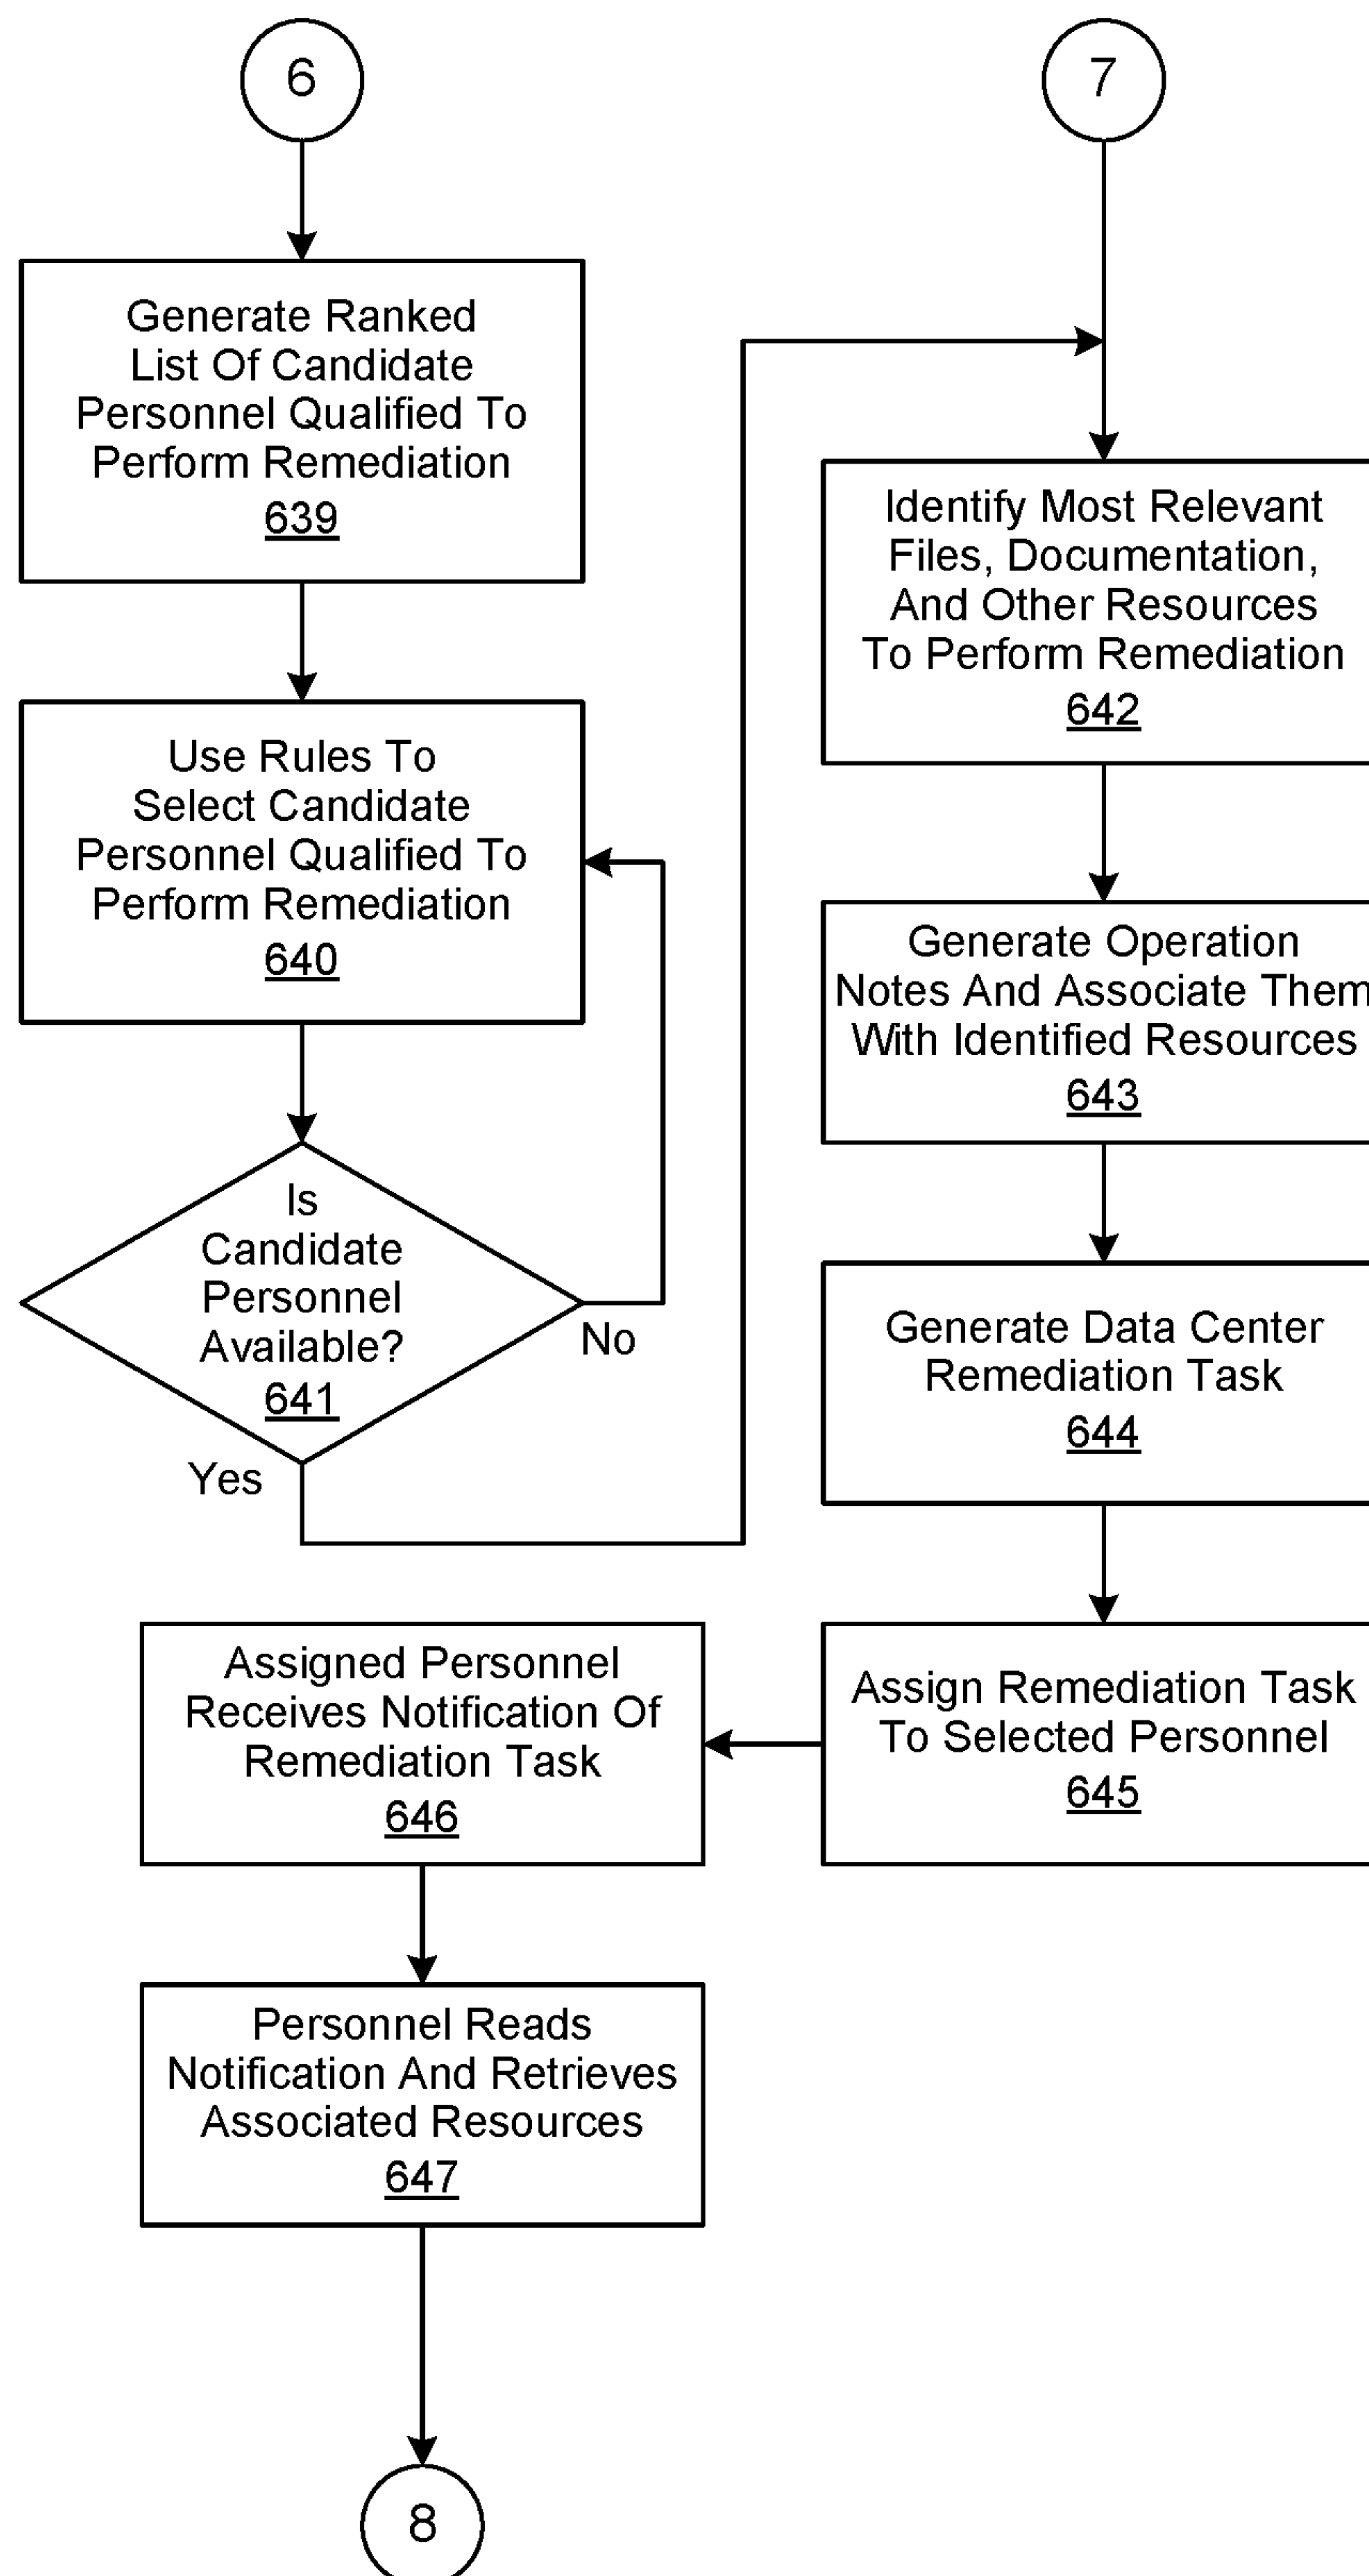 6
Generate Ranked
List Of Candidate
Personnel Qualified To
Perform Remediation
639
Use Rules To
Select Candidate
Personnel Qualified To
Perform Remediation
640
Is
Candidate
Personnel
Available?
641
No
Yes
7
Identify Most Relevant
Files, Documentation,
And Other Resources
To Perform Remediation
642
Generate Operation
Notes And Associate Them
With Identified Resources
643
Generate Data Center
Remediation Task
644
Assign Remediation Task
To Selected Personnel
645
Assigned Personnel
Receives Notification Of
Remediation Task
646
Personnel Reads
Notification And Retrieves
Associated Resources
647
8